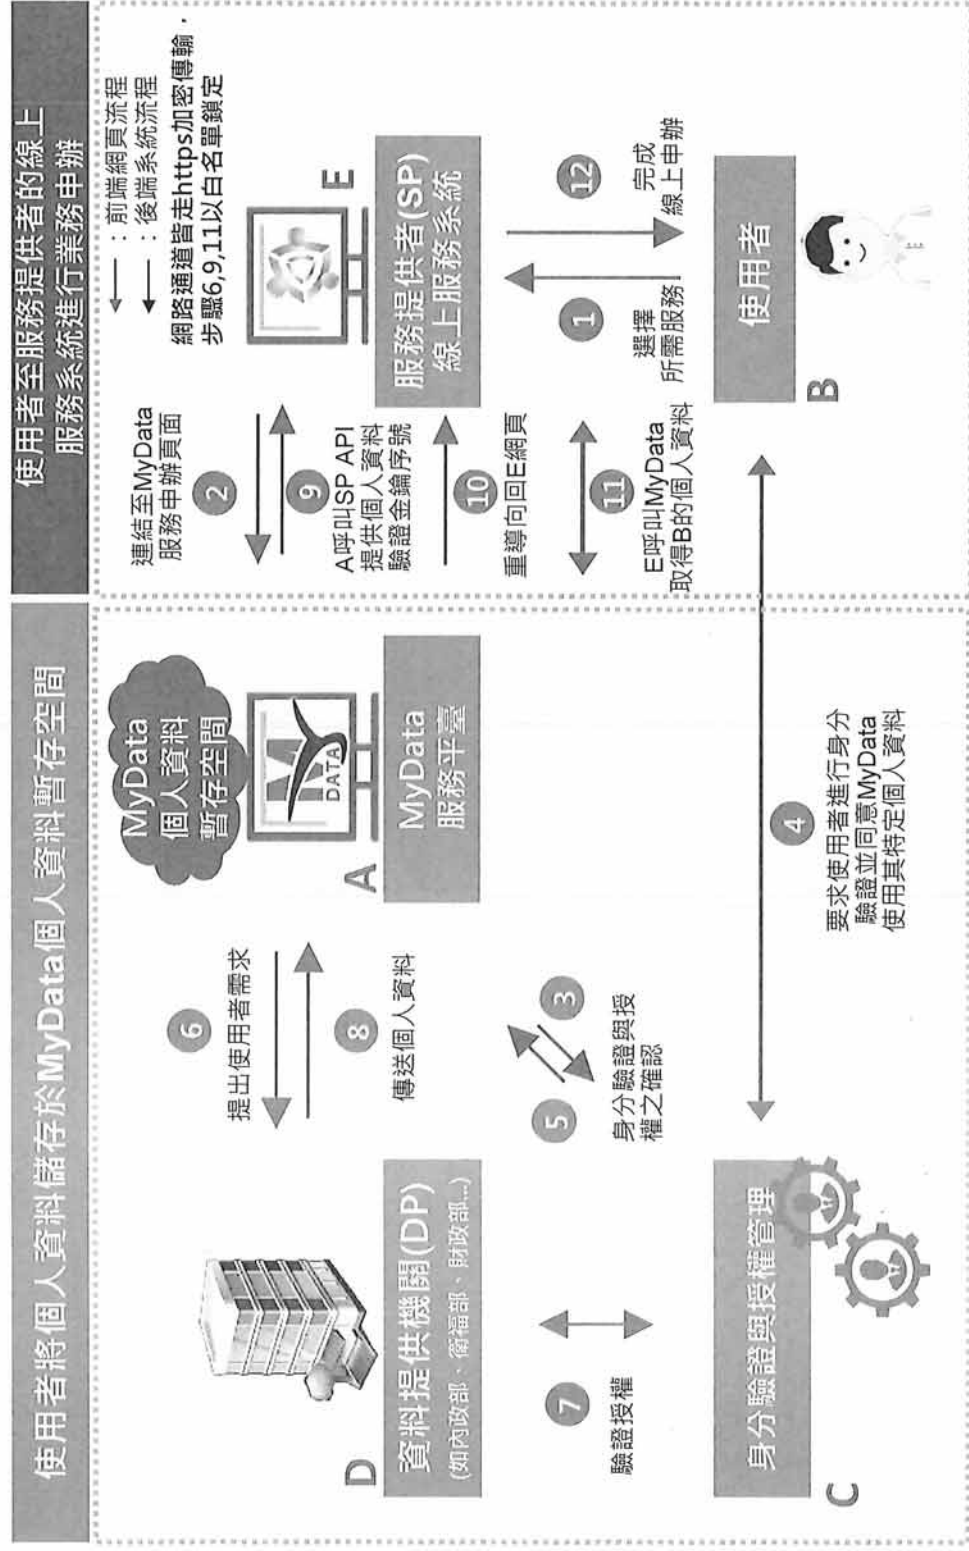 使用者將個人資料儲存於MyData個人資料暫存空間
使用者至服務提供者的線上
服務系統進行業務申辦
：前端網頁流程
：後端系統流程
網路通道皆走https加密傳輸，
步驟6,9,11以白名單鎖定
D
資料提供機關(DP)
(如內政部、衛福部、財政部...)
6
提出使用者需求
8
傳送個人資料
MyData
個人資料
暫存空間
M
DATA
A
MyData
服務平臺
連結至MyData
服務申辦頁面
2
9
A呼叫SP API
提供個人資料
驗證金鑰序號
10
重導向回E網頁
11
E呼叫MyData
取得B的個人資料
E
服務提供者(SP)
線上服務系統
7
驗證授權
5
3
身分驗證與授
權之確認
1
選擇
所需服務
12
完成
線上申辦
C
身分驗證與授權管理
4
要求使用者進行身分
驗證並同意MyData
使用其特定個人資料
B
使用者